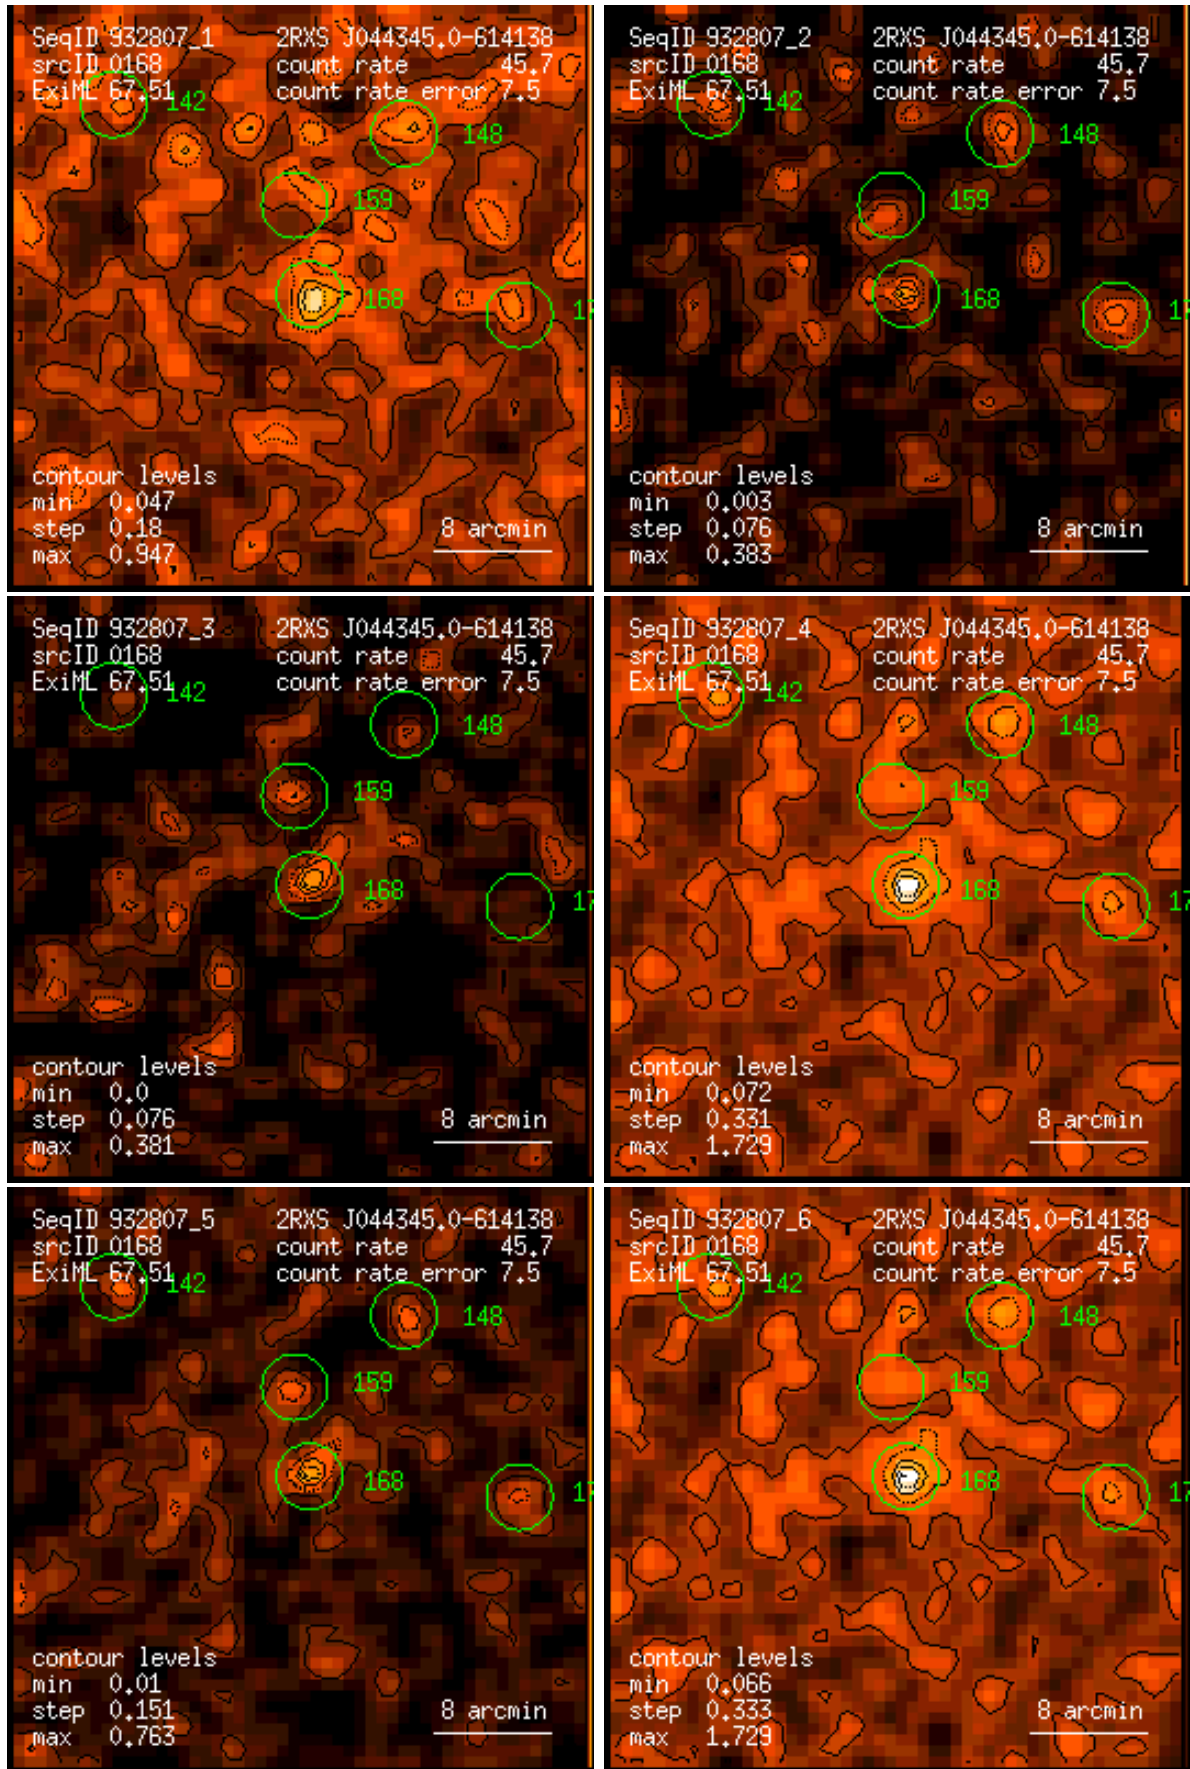 SeqID 932807_1 2RXS J044345.0-614138
srcID 0168 count rate 45.7
ExiML 67.51 count rate error 7.5
142
148
159
168
17
contour levels
min 0.047
step 0.18
max 0.947
8 arcmin
SeqID 932807_2 2RXS J044345.0-614138
srcID 0168 count rate 45.7
ExiML 67.51 count rate error 7.5
142
148
159
168
17
contour levels
min 0.003
step 0.076
max 0.383
8 arcmin
SeqID 932807_3 2RXS J044345.0-614138
srcID 0168 count rate 45.7
ExiML 67.51 count rate error 7.5
142
148
159
168
17
contour levels
min 0.0
step 0.076
max 0.381
8 arcmin
SeqID 932807_4 2RXS J044345.0-614138
srcID 0168 count rate 45.7
ExiML 67.51 count rate error 7.5
142
148
159
168
17
contour levels
min 0.072
step 0.331
max 1.729
8 arcmin
SeqID 932807_5 2RXS J044345.0-614138
srcID 0168 count rate 45.7
ExiML 67.51 count rate error 7.5
142
148
159
168
17
contour levels
min 0.01
step 0.151
max 0.763
8 arcmin
SeqID 932807_6 2RXS J044345.0-614138
srcID 0168 count rate 45.7
ExiML 67.51 count rate error 7.5
142
148
159
168
17
contour levels
min 0.066
step 0.333
max 1.729
8 arcmin